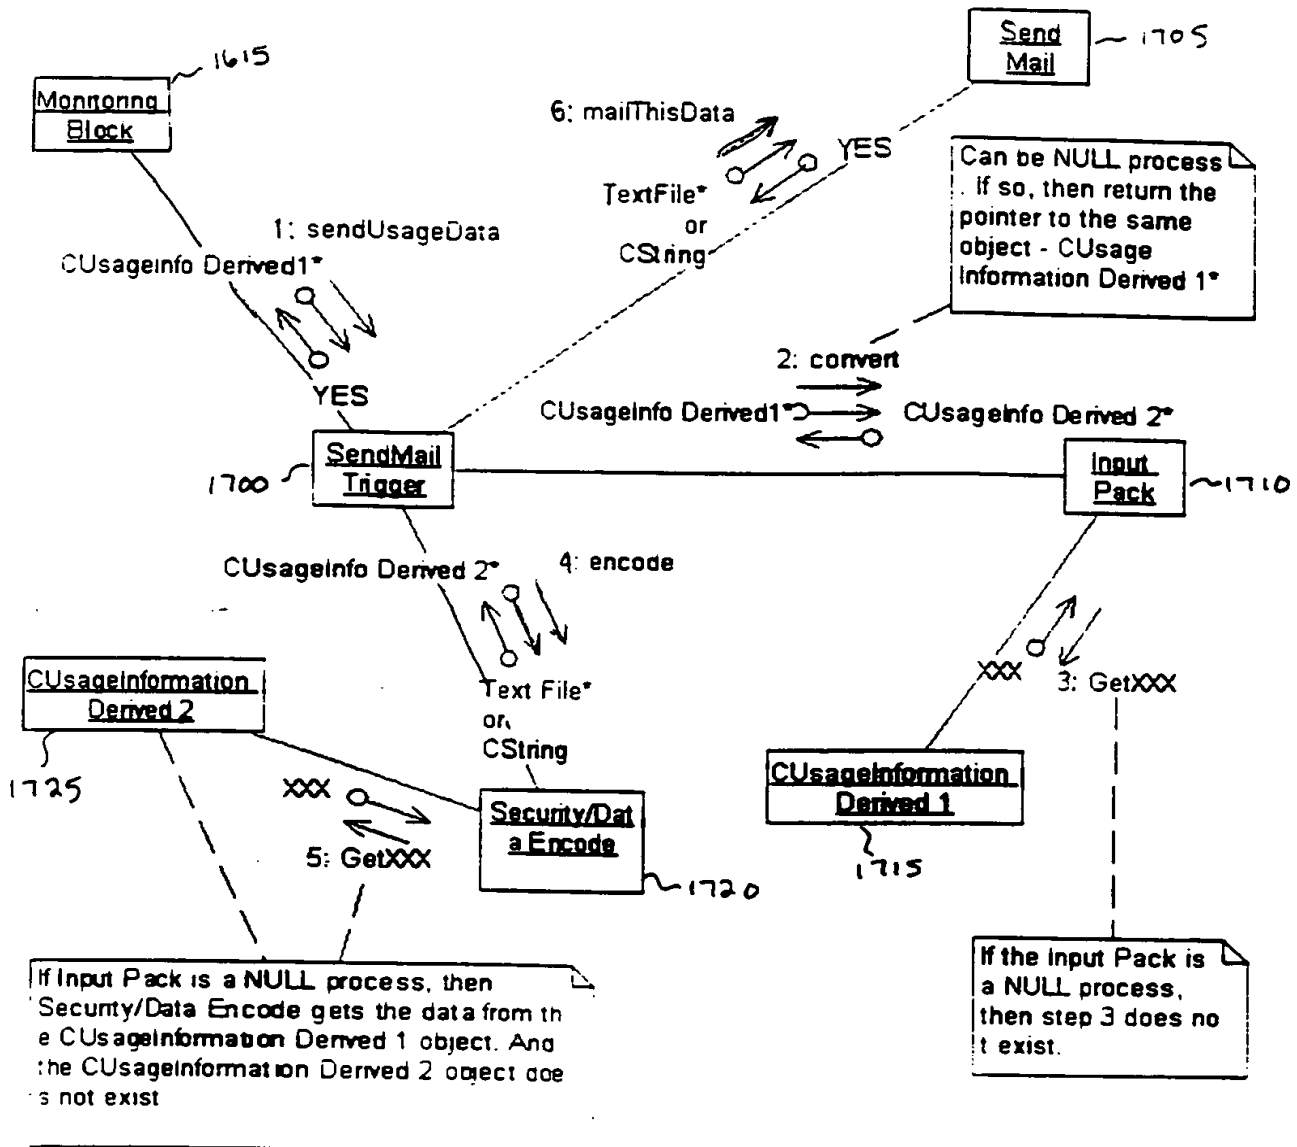 Send
Mail
1705
1615
Monitoring
Block
6: mailThisData
YES
TextFile*
or
CString
Can be NULL process
. If so, then return the
pointer to the same
object - CUsage
Information Derived 1*
1: sendUsageData
CUsageInfo Derived1*
YES
2: convert
CUsageInfo Derived1*
CUsageInfo Derived 2*
SendMail
Trigger
1700
Input
Pack
1710
CUsageInfo Derived 2*
4: encode
Text File*
or
CString
XXX
3: GetXXX
CUsageInformation
Derived 2
1725
XXX
5: GetXXX
Security/Dat
a Encode
1720
CUsageInformation
Derived 1
1715
If Input Pack is a NULL process, then
Security/Data Encode gets the data from th
e CUsageInformation Derived 1 object. And
the CUsageInformation Derived 2 object doe
s not exist
If the Input Pack is
a NULL process,
then step 3 does no
t exist.